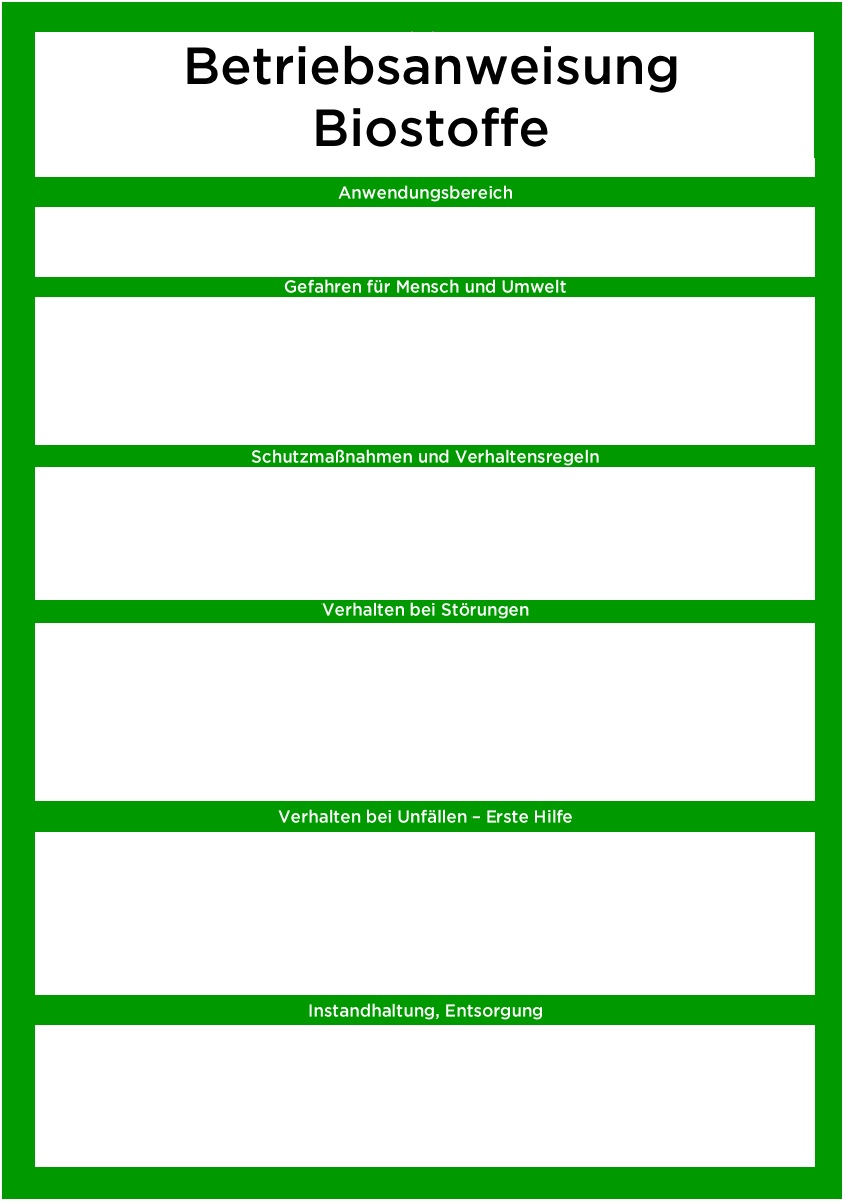 Betriebsanweisung
Biostoffe
Anwendungsbereich
Gefahren für Mensch und Umwelt
Schutzmaßnahmen und Verhaltensregeln
Verhalten bei Störungen
Verhalten bei Unfällen – Erste Hilfe
Instandhaltung, Entsorgung